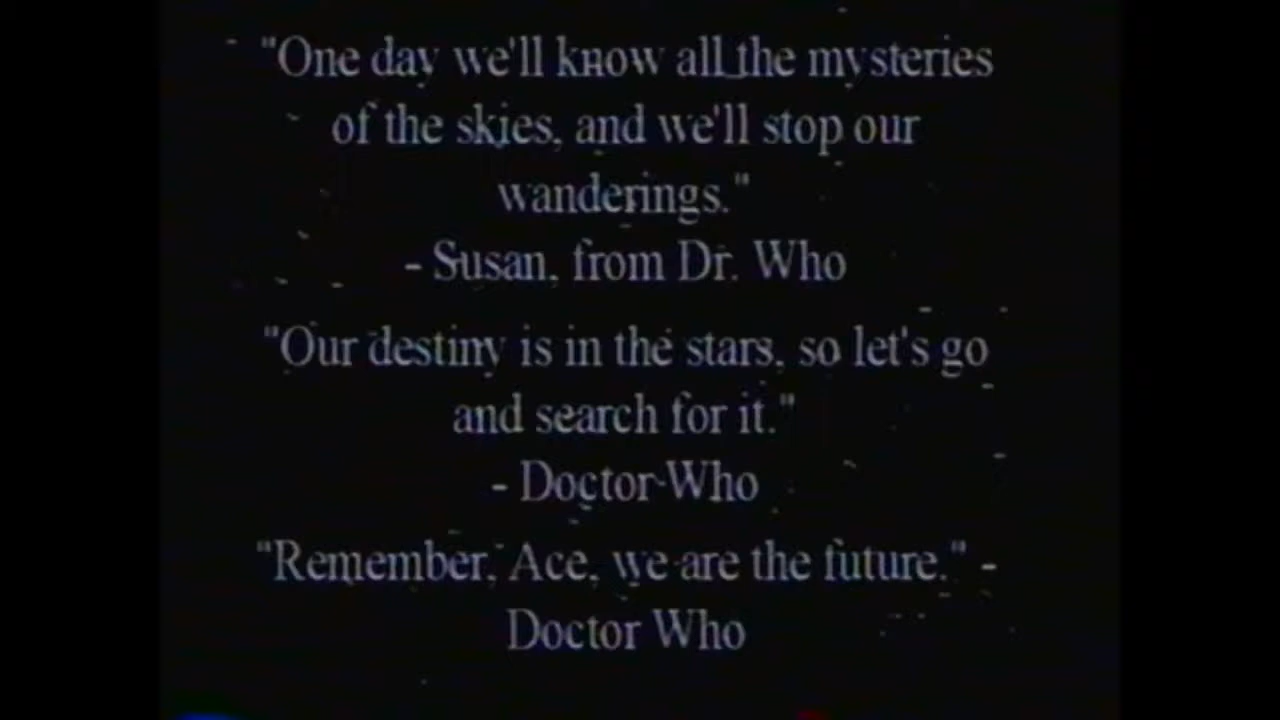 "One day we'll know all the mysteries
of the skies, and we'll stop our
wanderings."
- Susan, from Dr. Who
"Our destiny is in the stars, so let's go
and search for it."
- Doctor Who
"Remember, Ace, we are the future." -
Doctor Who